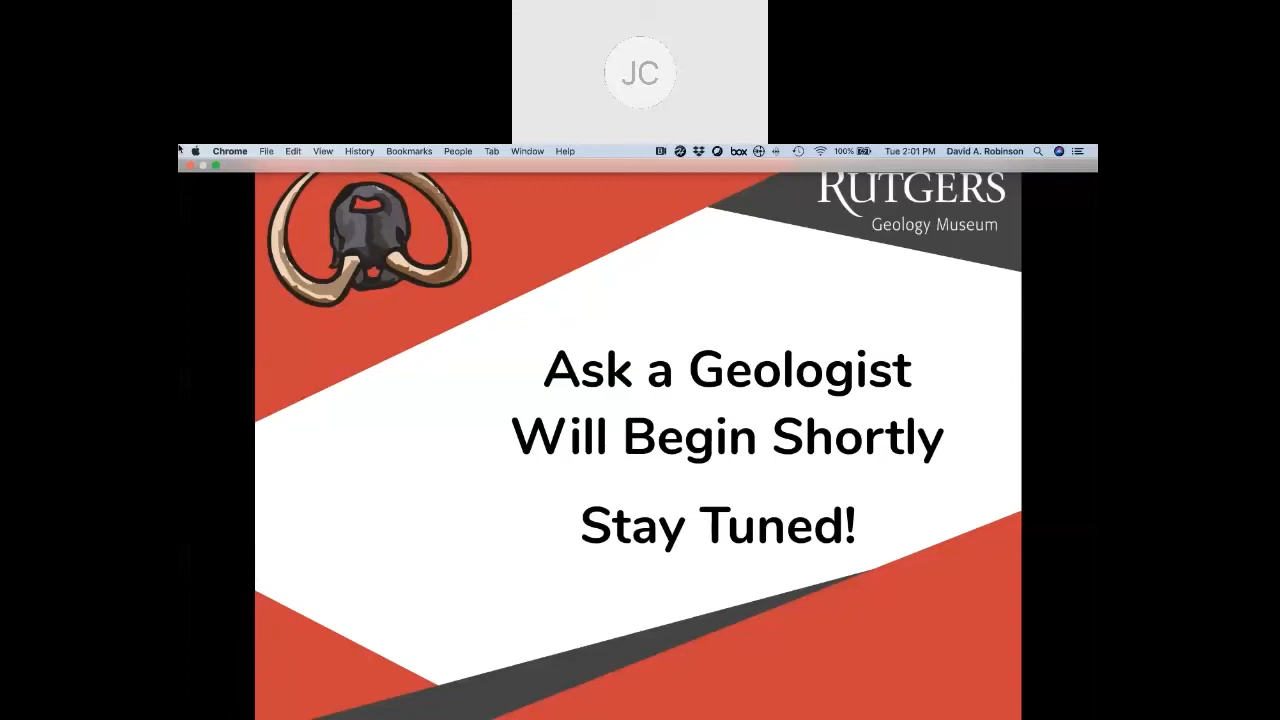 JC
Chrome File Edit View History Bookmarks People Tab Window Help box 100% Tue 2:01 PM David A. Robinson
RUTGERS
Geology Museum
Ask a Geologist
Will Begin Shortly
Stay Tuned!